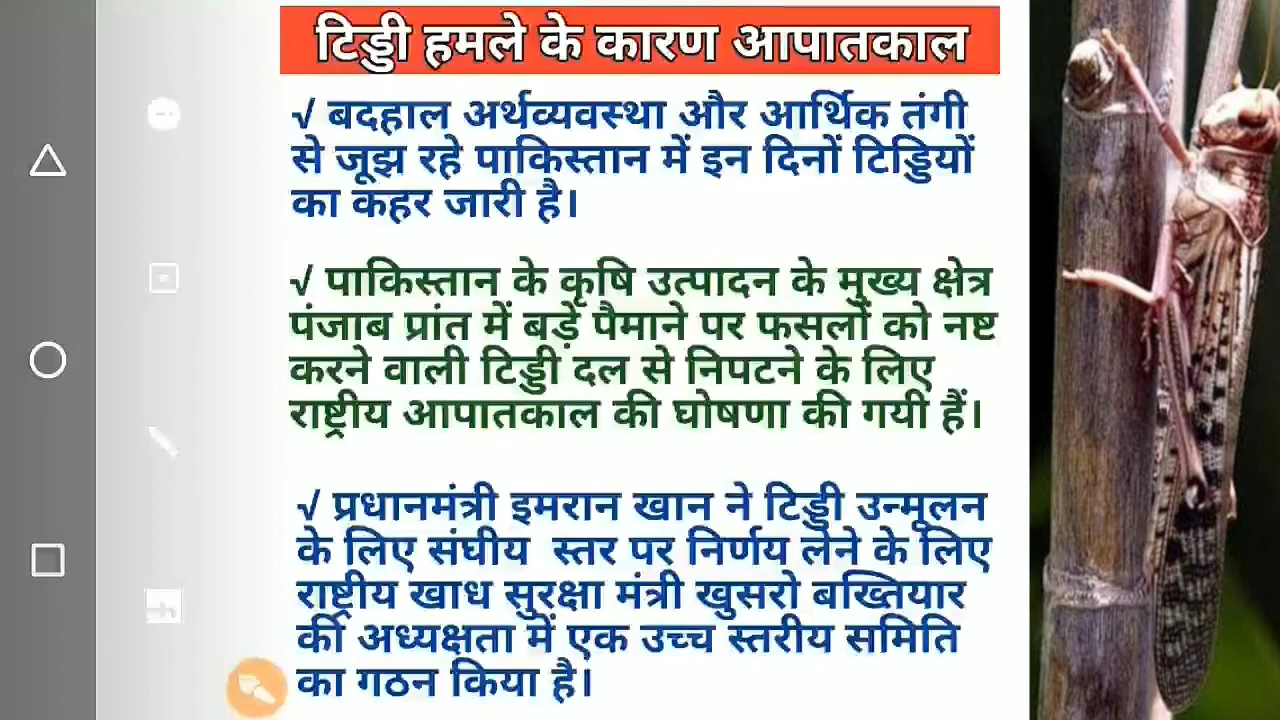 टिड्डी हमले के कारण आपातकाल
√ बदहाल अर्थव्यवस्था और आर्थिक तंगी
से जूझ रहे पाकिस्तान में इन दिनों टिड्डियों
का कहर जारी है।
√ पाकिस्तान के कृषि उत्पादन के मुख्य क्षेत्र
पंजाब प्रांत में बड़े पैमाने पर फसलों को नष्ट
करने वाली टिड्डी दल से निपटने के लिए
राष्ट्रीय आपातकाल की घोषणा की गयी हैं।
√ प्रधानमंत्री इमरान खान ने टिड्डी उन्मूलन
के लिए संघीय स्तर पर निर्णय लेने के लिए
राष्ट्रीय खाध सुरक्षा मंत्री खुसरो बख्तियार
की अध्यक्षता में एक उच्च स्तरीय समिति
का गठन किया है।